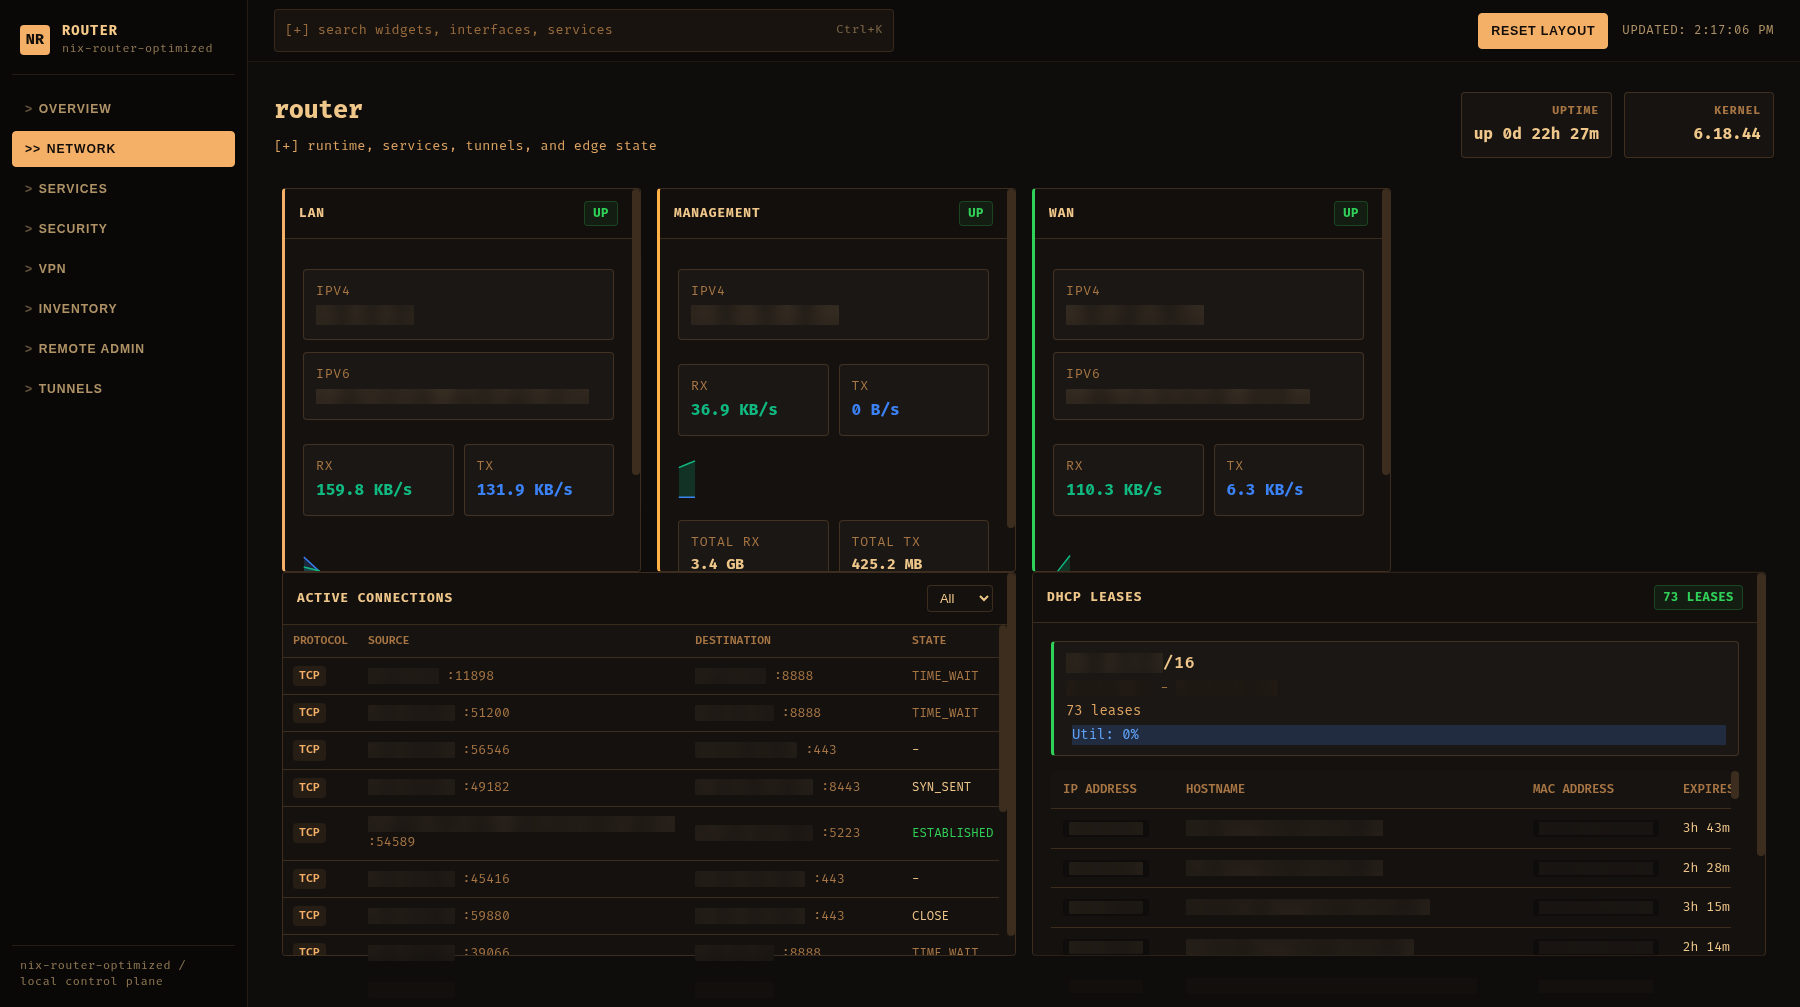 NR
ROUTER
nix-router-optimized
[+] search widgets, interfaces, services
Ctrl+K
RESET LAYOUT
UPDATED: 2:17:06 PM
> OVERVIEW
>> NETWORK
> SERVICES
> SECURITY
> VPN
> INVENTORY
> REMOTE ADMIN
> TUNNELS
nix-router-optimized /
local control plane
router
[+] runtime, services, tunnels, and edge state
UPTIME
up 0d 22h 27m
KERNEL
6.18.44
LAN
UP
IPV4
IPV6
RX
159.8 KB/s
TX
131.9 KB/s
MANAGEMENT
UP
IPV4
RX
36.9 KB/s
TX
0 B/s
TOTAL RX
3.4 GB
TOTAL TX
425.2 MB
WAN
UP
IPV4
IPV6
RX
110.3 KB/s
TX
6.3 KB/s
ACTIVE CONNECTIONS
All
PROTOCOL SOURCE DESTINATION STATE
TCP :11898 :8888 TIME_WAIT
TCP :51200 :8888 TIME_WAIT
TCP :56546 :443 -
TCP :49182 :8443 SYN_SENT
TCP :54589 :5223 ESTABLISHED
TCP :45416 :443 -
TCP :59880 :443 CLOSE
TCP :39066 :8888 TIME_WAIT
DHCP LEASES
73 LEASES
/16
-
73 leases
Util: 0%
IP ADDRESS HOSTNAME MAC ADDRESS EXPIRES
3h 43m
2h 28m
3h 15m
2h 14m